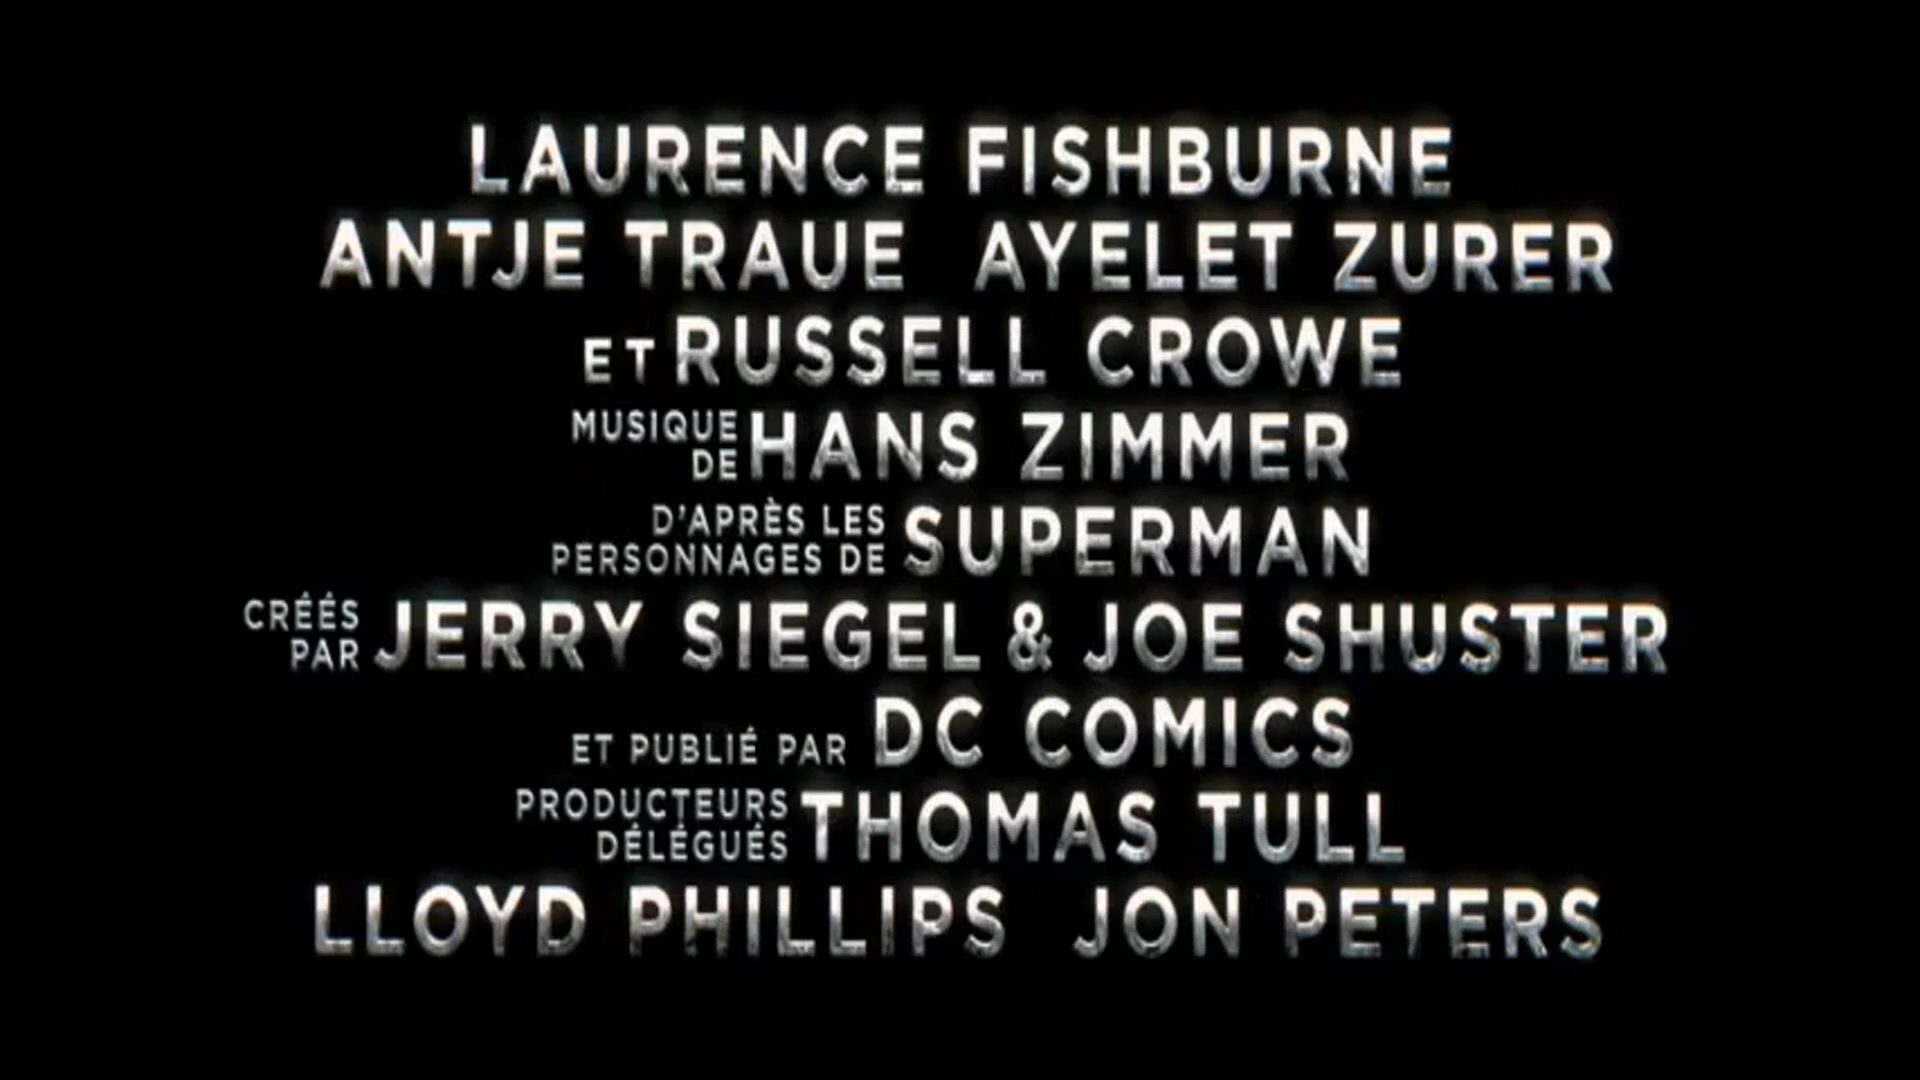 LAURENCE FISHBURNE
ANTJE TRAUE AYELET ZURER
ET RUSSELL CROWE
MUSIQUE DE HANS ZIMMER
D'APRÈS LES PERSONNAGES DE SUPERMAN
CRÉÉS PAR JERRY SIEGEL & JOE SHUSTER
ET PUBLIÉ PAR DC COMICS
PRODUCTEURS DÉLÉGUÉS THOMAS TULL
LLOYD PHILLIPS JON PETERS